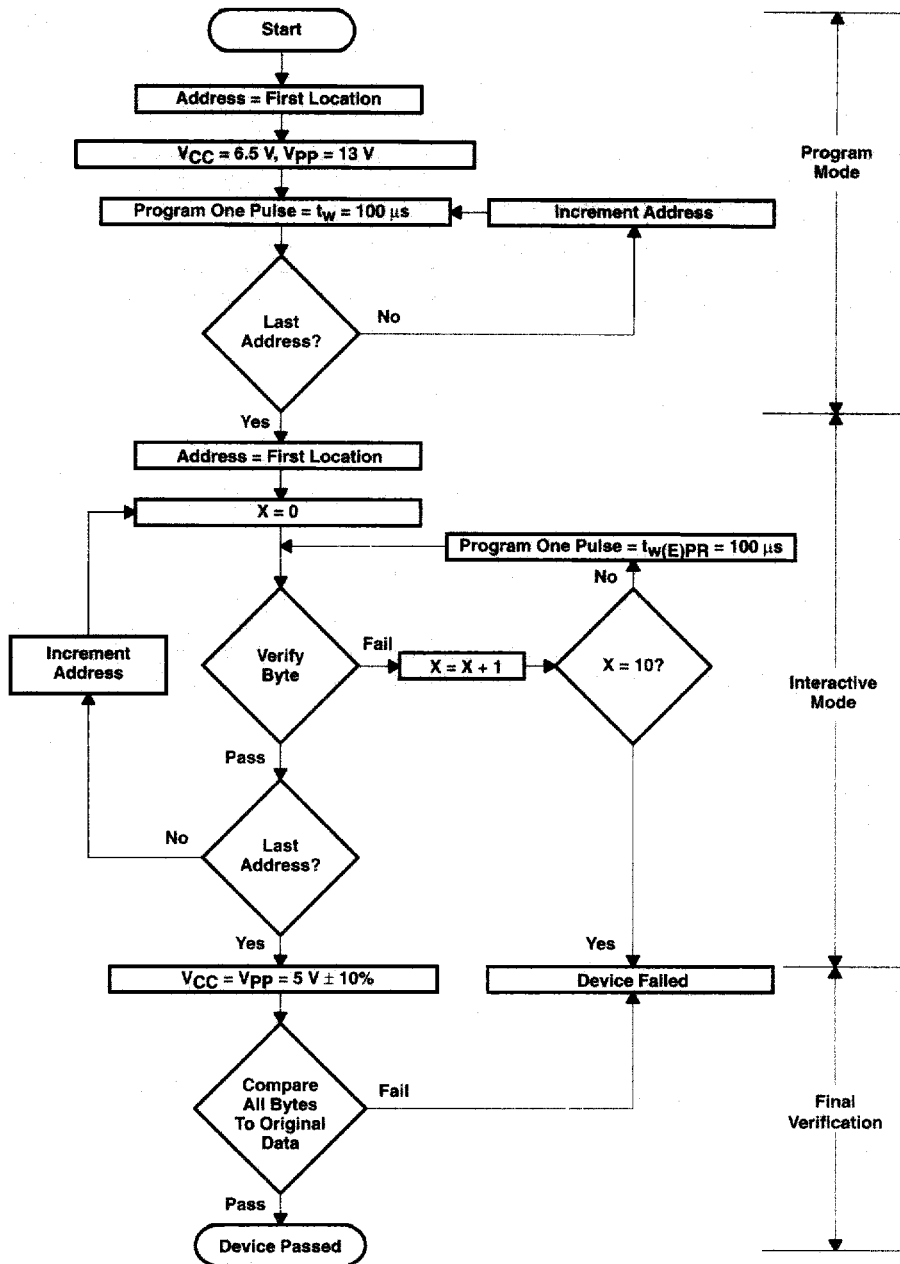 Start
Address = First Location
VCC = 6.5 V, VPP = 13 V
Program
Mode
Program One Pulse = tw = 100 μs
Increment Address
Last
Address?
No
Yes
Address = First Location
X = 0
Program One Pulse = tw(E)PR = 100 μs
No
Increment
Address
Verify
Byte
Fail
X = X + 1
X = 10?
Interactive
Mode
Pass
No
Last
Address?
Yes
Yes
VCC = VPP = 5 V ± 10%
Device Failed
Compare
All Bytes
To Original
Data
Fail
Final
Verification
Pass
Device Passed